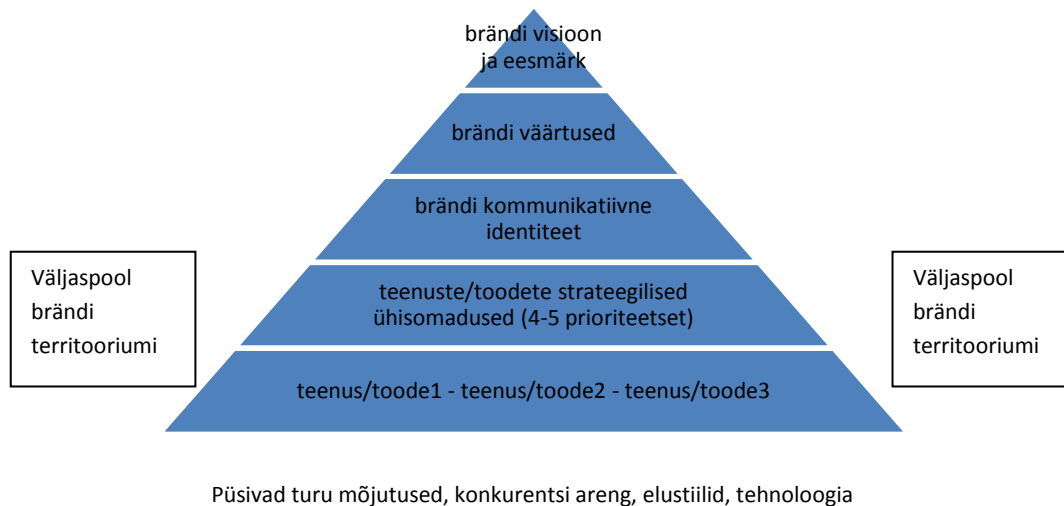 brändi visioon
ja eesmärk
brändi väärtused
brändi kommunikatiivne
identiteet
Väljaspool
brändi
territooriumi
teenuste/toodete strateegilised
ühisomadused (4-5 prioriteetset)
Väljaspool
brändi
territooriumi
teenus/toode1 - teenus/toode2 - teenus/toode3
Püsivad turu mõjutused, konkurentsi areng, elustiilid, tehnoloogia